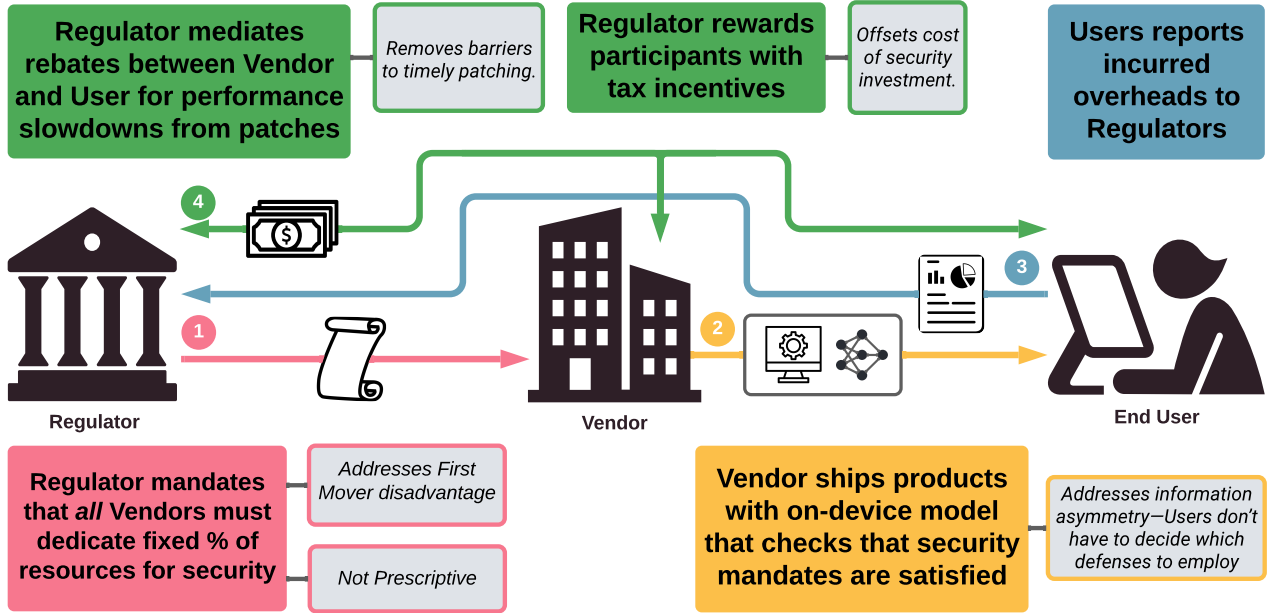 Regulator mediates
rebates between Vendor
and User for performance
slowdowns from patches
Removes barriers
to timely patching.
Regulator rewards
participants with
tax incentives
Offsets cost
of security
investment.
Users reports
incurred
overheads to
Regulators
4
$
3
1
2
Regulator
Vendor
End User
Regulator mandates
that all Vendors must
dedicate fixed % of
resources for security
Addresses First
Mover disadvantage
Not Prescriptive
Vendor ships products
with on-device model
that checks that security
mandates are satisfied
Addresses information
asymmetry—Users don't
have to decide which
defenses to employ